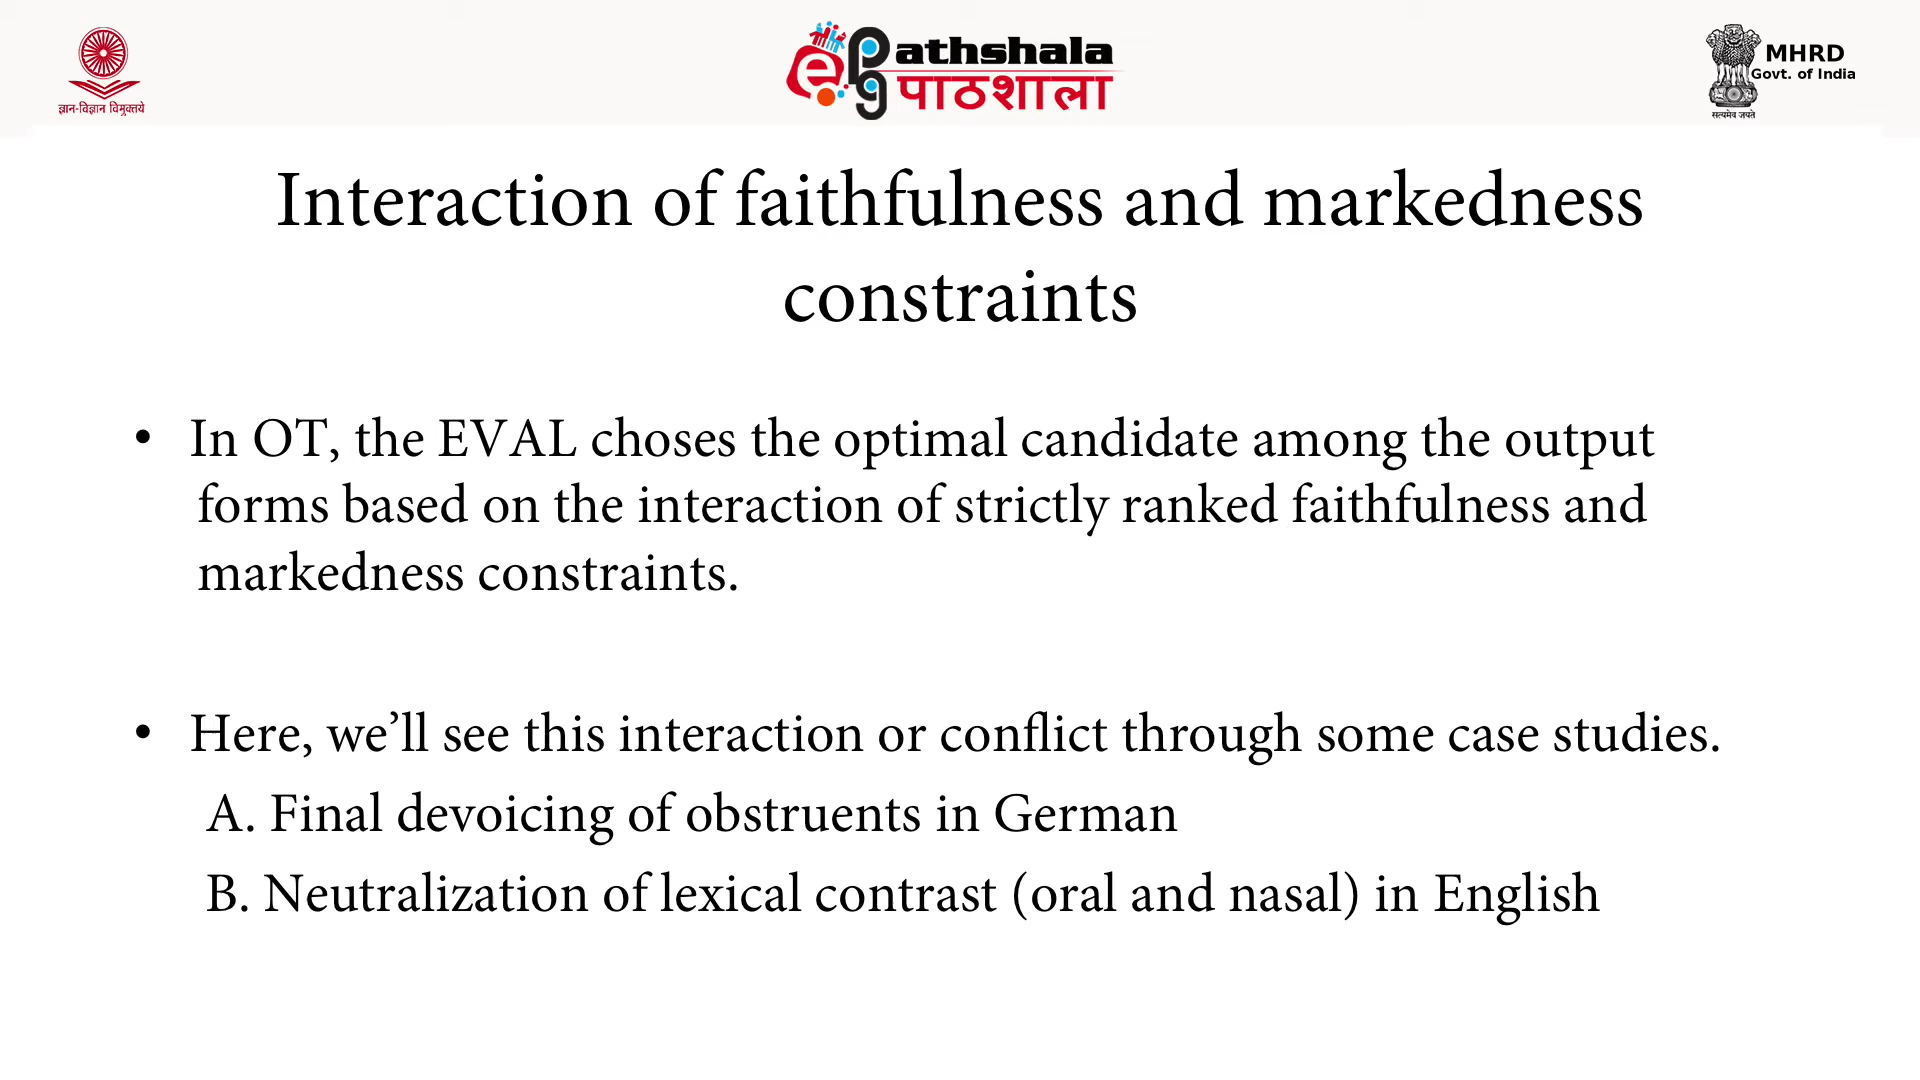 ज्ञान-विज्ञान विमुक्तये
e
pg
athshala
पाठशाला
MHRD
Govt. of India
सत्यमेव जयते
Interaction of faithfulness and markedness
constraints
• In OT, the EVAL choses the optimal candidate among the output
forms based on the interaction of strictly ranked faithfulness and
markedness constraints.
• Here, we’ll see this interaction or conflict through some case studies.
A. Final devoicing of obstruents in German
B. Neutralization of lexical contrast (oral and nasal) in English